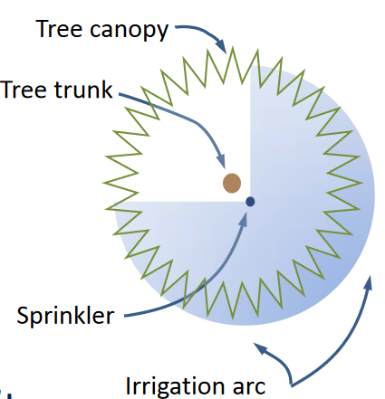 Tree canopy
Tree trunk
Sprinkler
Irrigation arc